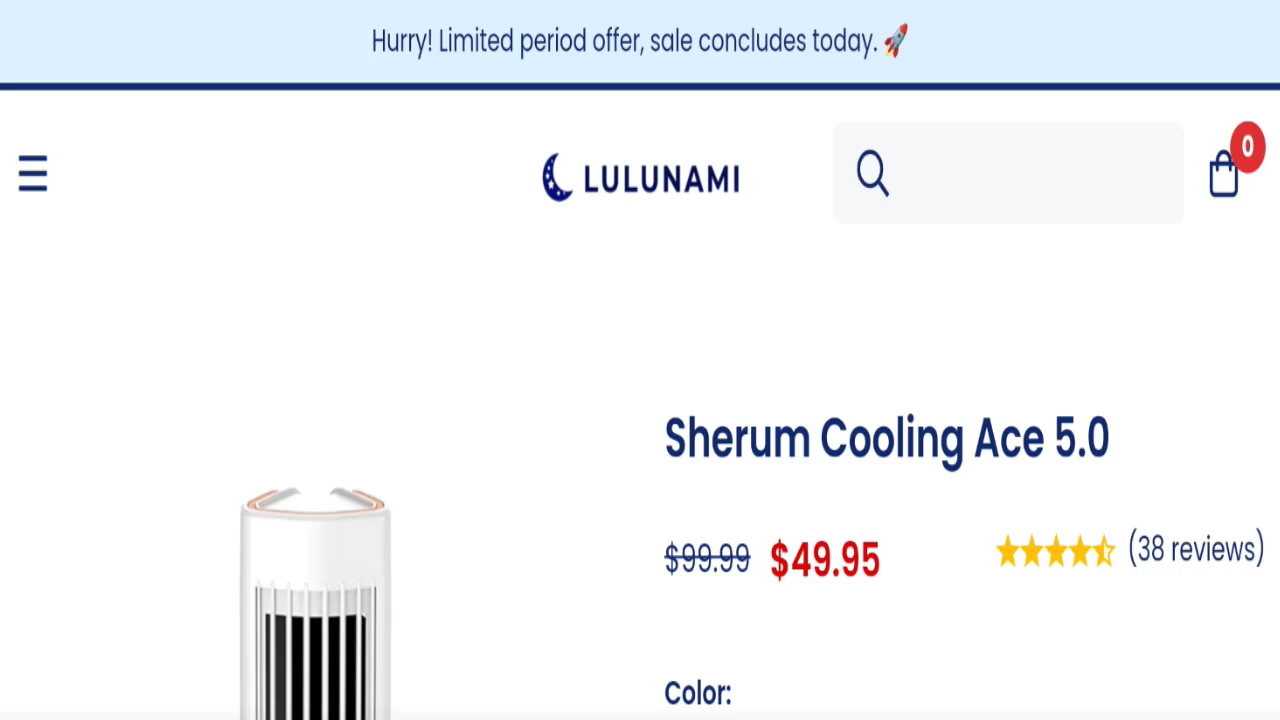 Hurry! Limited period offer, sale concludes today. 🚀
LULUNAMI
0
Sherum Cooling Ace 5.0
$99.99 $49.95
(38 reviews)
Color: